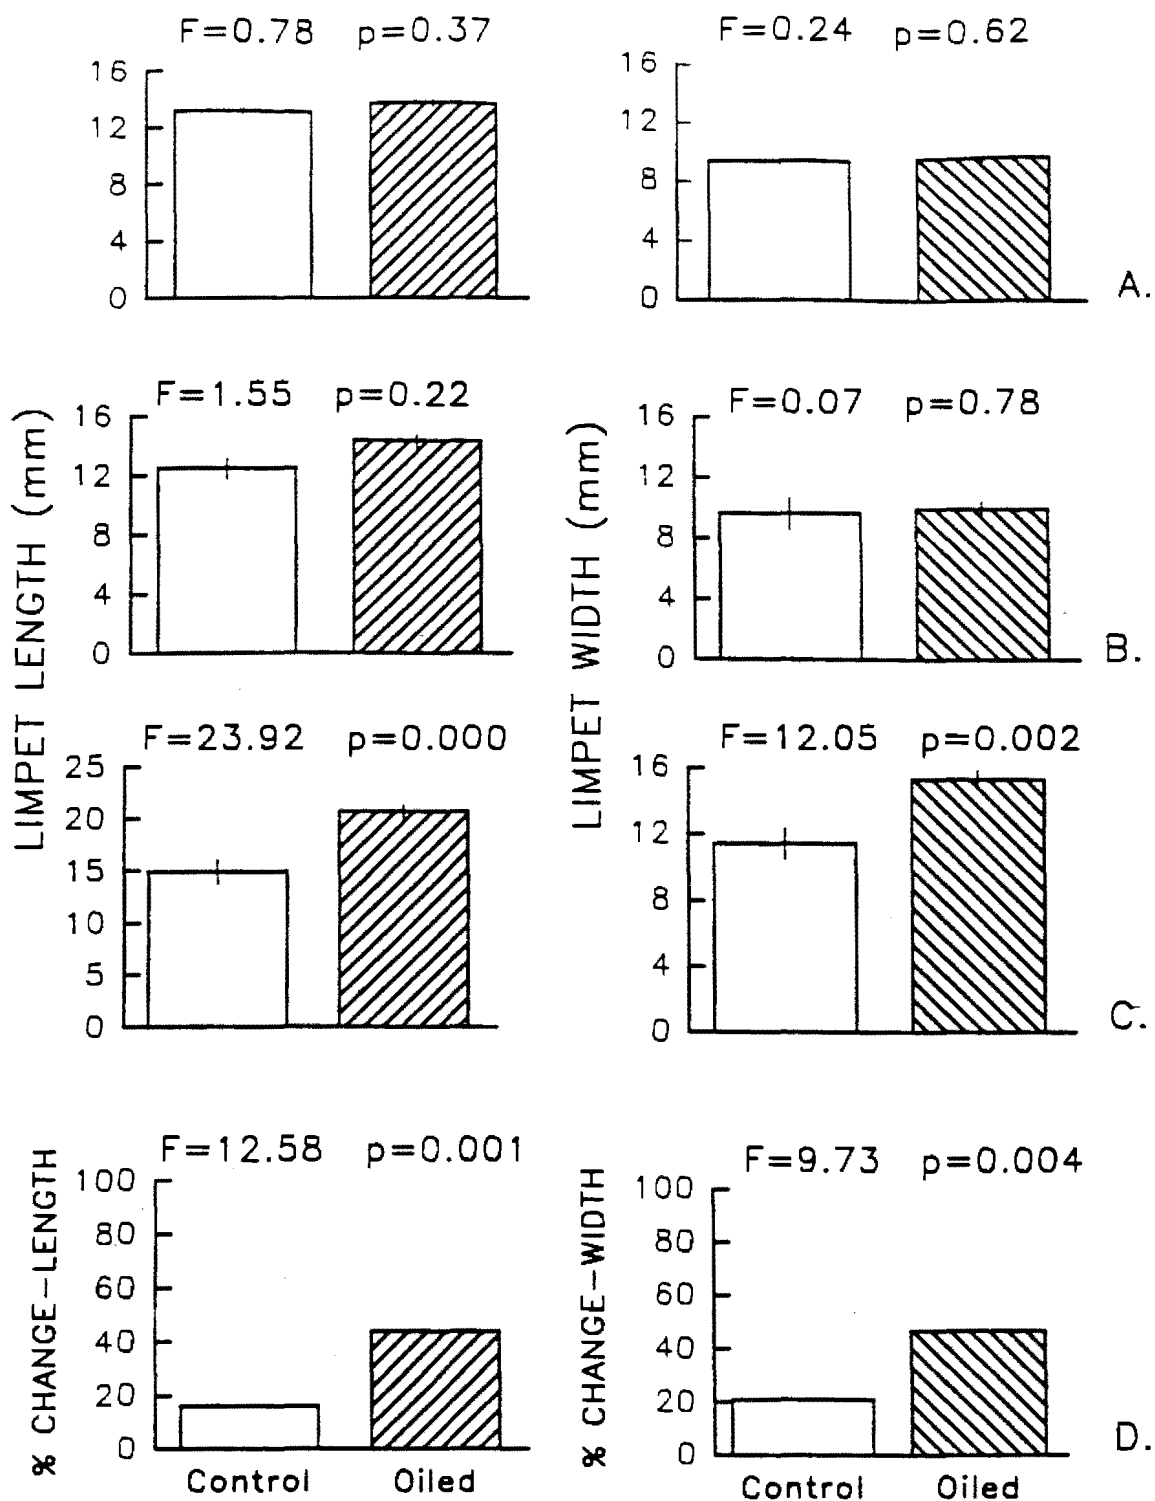 F=0.78 p=0.37
16
12
8
4
0
F=0.24 p=0.62
16
12
8
4
0
A.
LIMPET LENGTH (mm)
F=1.55 p=0.22
16
12
8
4
0
LIMPET WIDTH (mm)
F=0.07 p=0.78
16
12
8
4
0
B.
F=23.92 p=0.000
25
20
15
10
5
0
F=12.05 p=0.002
16
12
8
4
0
C.
% CHANGE-LENGTH
F=12.58 p=0.001
100
80
60
40
20
0
Control Oiled
% CHANGE-WIDTH
F=9.73 p=0.004
100
80
60
40
20
0
Control Oiled
D.